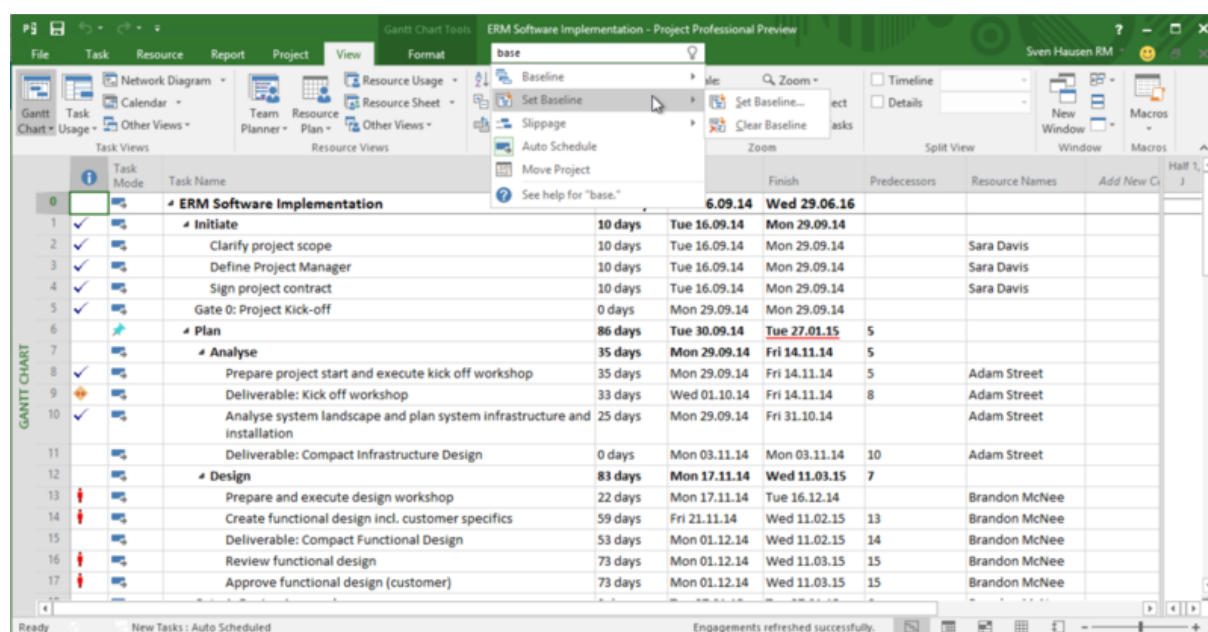 Gantt Chart Tools ERM Software Implementation - Project Professional Preview
File Task Resource Report Project View Format base Sven Hausen RM
Network Diagram
Calendar
Other Views
Gantt Chart
Task Usage
Task Views
Team Planner
Resource Plan
Resource Usage
Resource Sheet
Other Views
Resource Views
Baseline
Set Baseline
Slippage
Auto Schedule
Move Project
See help for "base."
Set Baseline...
Clear Baseline
Zoom
Zoom
Timeline
Details
Split View
New Window
Window
Macros
Macros
Task Mode Task Name Finish Predecessors Resource Names Add New C Half 1, J
0 ERM Software Implementation 6.09.14 Wed 29.06.16
1 Initiate 10 days Tue 16.09.14 Mon 29.09.14
2 Clarify project scope 10 days Tue 16.09.14 Mon 29.09.14 Sara Davis
3 Define Project Manager 10 days Tue 16.09.14 Mon 29.09.14 Sara Davis
4 Sign project contract 10 days Tue 16.09.14 Mon 29.09.14 Sara Davis
5 Gate 0: Project Kick-off 0 days Mon 29.09.14 Mon 29.09.14
6 Plan 86 days Tue 30.09.14 Tue 27.01.15 5
7 Analyse 35 days Mon 29.09.14 Fri 14.11.14 5
8 Prepare project start and execute kick off workshop 35 days Mon 29.09.14 Fri 14.11.14 5 Adam Street
9 Deliverable: Kick off workshop 33 days Wed 01.10.14 Fri 14.11.14 8 Adam Street
10 Analyse system landscape and plan system infrastructure and 25 days Mon 29.09.14 Fri 31.10.14 Adam Street
installation
11 Deliverable: Compact Infrastructure Design 0 days Mon 03.11.14 Mon 03.11.14 10 Adam Street
12 Design 83 days Mon 17.11.14 Wed 11.03.15 7
13 Prepare and execute design workshop 22 days Mon 17.11.14 Tue 16.12.14 Brandon McNee
14 Create functional design incl. customer specifics 59 days Fri 21.11.14 Wed 11.02.15 13 Brandon McNee
15 Deliverable: Compact Functional Design 53 days Mon 01.12.14 Wed 11.02.15 14 Brandon McNee
16 Review functional design 73 days Mon 01.12.14 Wed 11.03.15 15 Brandon McNee
17 Approve functional design (customer) 73 days Mon 01.12.14 Wed 11.03.15 15 Brandon McNee
GANTT CHART
Ready New Tasks : Auto Scheduled Engagements refreshed successfully.